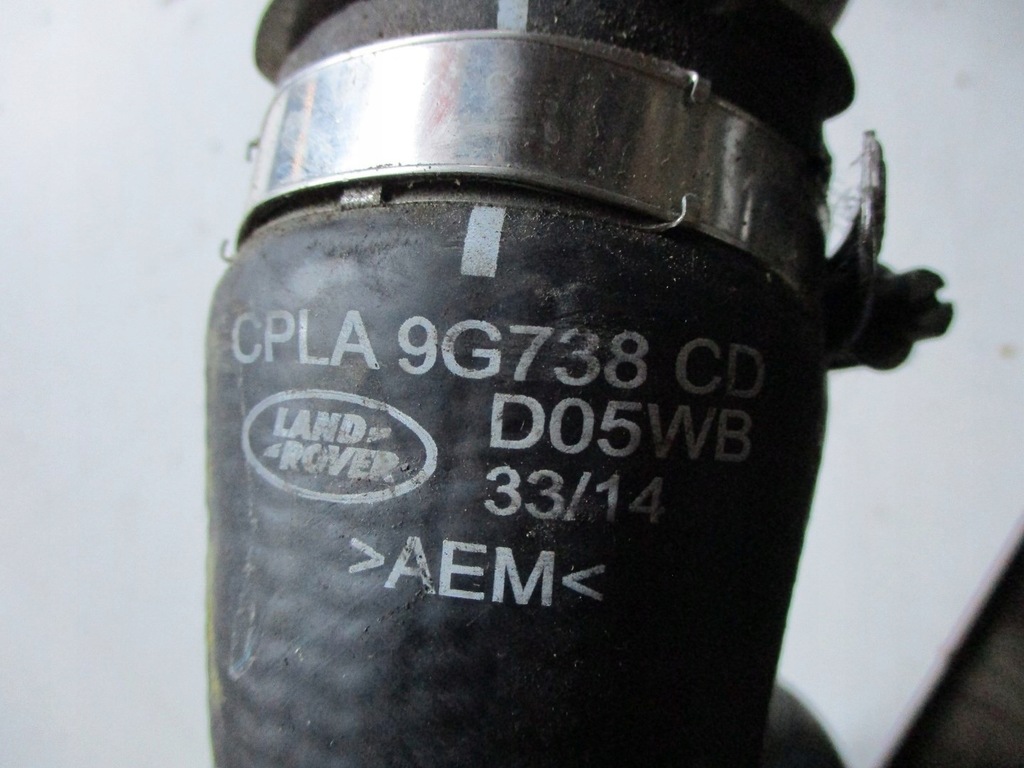 CPLA 9G738 CD
LAND
ROVER
D05WB
33/14
>AEM<